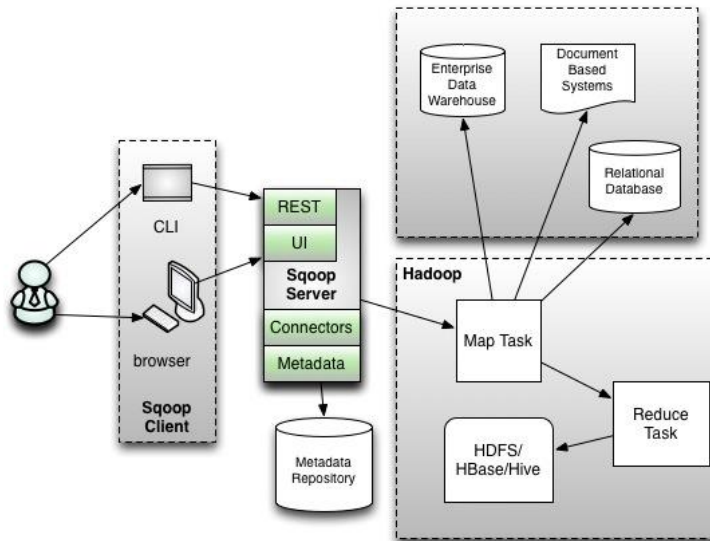 Enterprise
Data
Warehouse
Document
Based
Systems
Relational
Database
CLI
browser
Sqoop
Client
REST
UI
Sqoop
Server
Connectors
Metadata
Metadata
Repository
Hadoop
Map Task
Reduce
Task
HDFS/
HBase/Hive